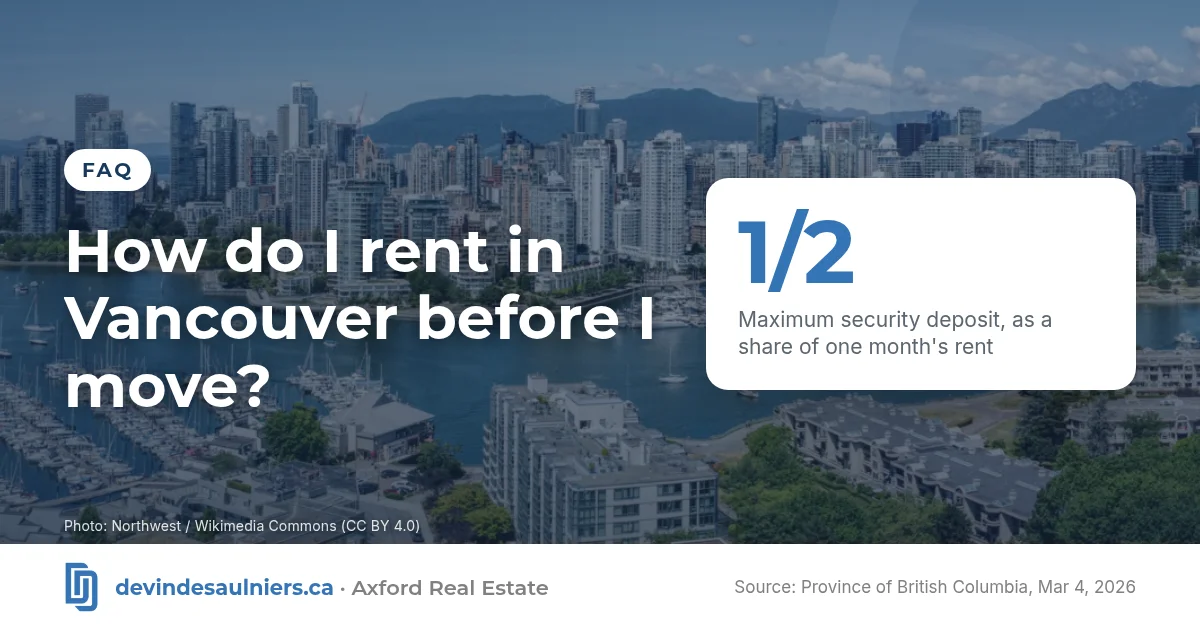 FAQ
How do I rent in
Vancouver before I
move?
1/2
Maximum security deposit, as a
share of one month's rent
Photo: Northwest / Wikimedia Commons (CC BY 4.0)
devindesaulniers.ca · Axford Real Estate
Source: Province of British Columbia, Mar 4, 2026